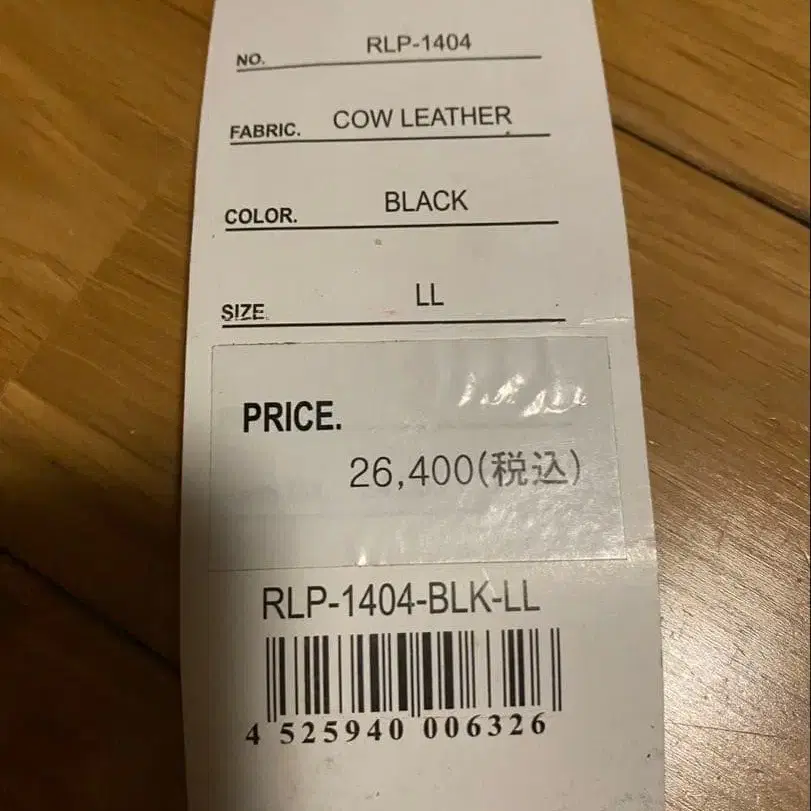 NO. RLP-1404
FABRIC. COW LEATHER
COLOR. BLACK
SIZE. LL
PRICE.
26,400(税込)
RLP-1404-BLK-LL
4 525940 006326